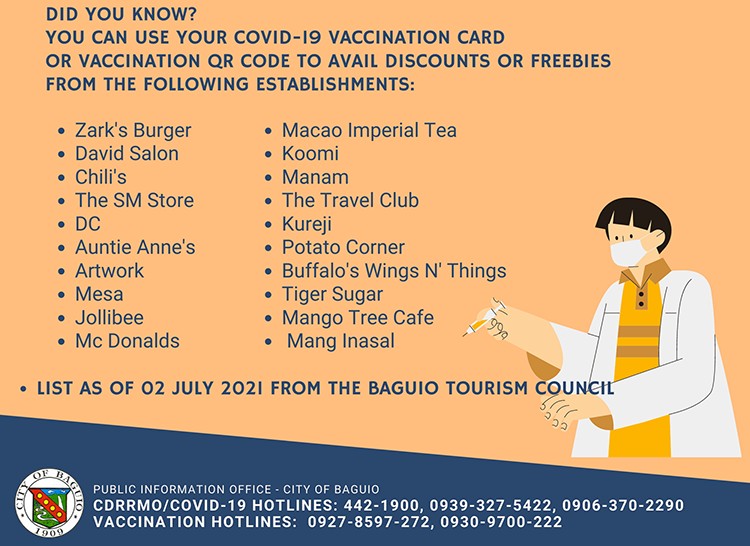 DID YOU KNOW?
YOU CAN USE YOUR COVID-19 VACCINATION CARD
OR VACCINATION QR CODE TO AVAIL DISCOUNTS OR FREEBIES
FROM THE FOLLOWING ESTABLISHMENTS:
• Zark's Burger
• David Salon
• Chili's
• The SM Store
• DC
• Auntie Anne's
• Artwork
• Mesa
• Jollibee
• Mc Donalds
• Macao Imperial Tea
• Koomi
• Manam
• The Travel Club
• Kureji
• Potato Corner
• Buffalo's Wings N' Things
• Tiger Sugar
• Mango Tree Cafe
• Mang Inasal
• LIST AS OF 02 JULY 2021 FROM THE BAGUIO TOURISM COUNCIL
CITY OF BAGUIO
1909
PUBLIC INFORMATION OFFICE - CITY OF BAGUIO
CDRRMO/COVID-19 HOTLINES: 442-1900, 0939-327-5422, 0906-370-2290
VACCINATION HOTLINES: 0927-8597-272, 0930-9700-222